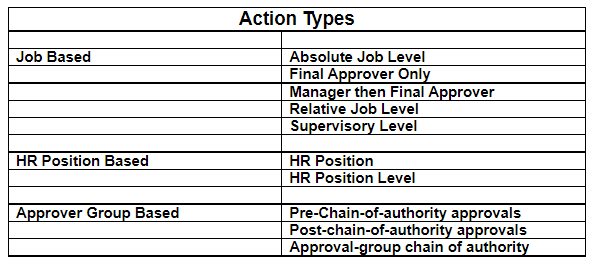 Action Types
Job Based Absolute Job Level
Final Approver Only
Manager then Final Approver
Relative Job Level
Supervisory Level
HR Position Based HR Position
HR Position Level
Approver Group Based Pre-Chain-of-authority approvals
Post-chain-of-authority approvals
Approval-group chain of authority